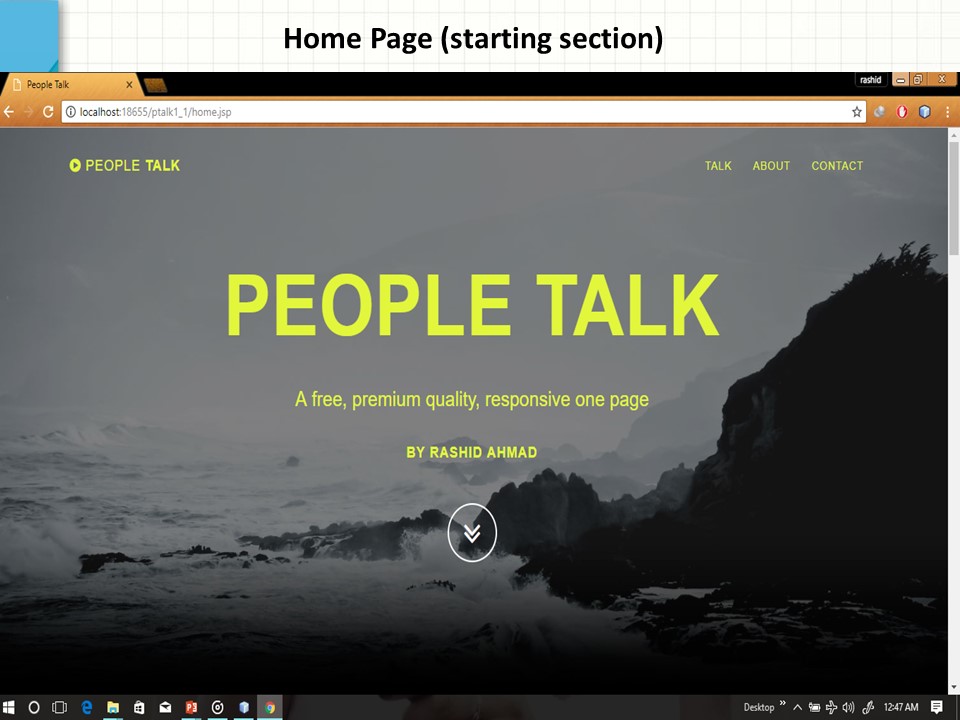 Home Page (starting section)
People Talk
rashid
localhost:18655/ptalk1_1/home.jsp
PEOPLE TALK
TALK ABOUT CONTACT
PEOPLE TALK
A free, premium quality, responsive one page
BY RASHID AHMAD
Desktop
12:47 AM